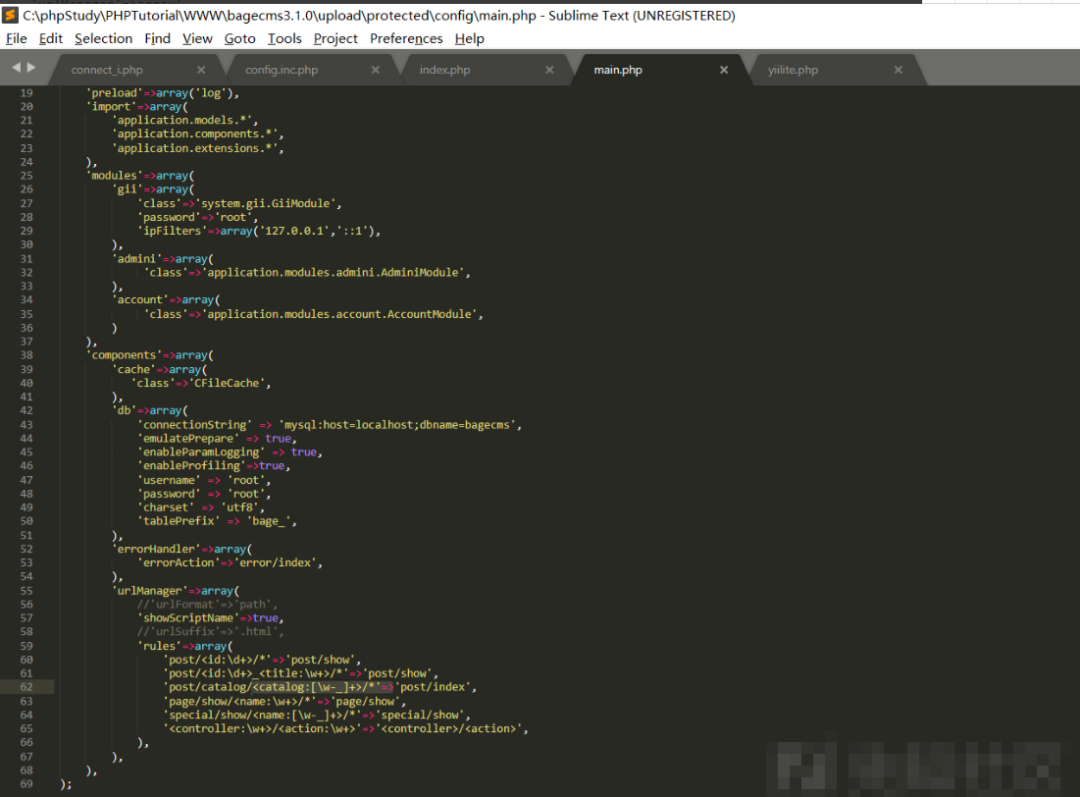 C:\phpStudy\PHPTutorial\WWW\bagecms3.1.0\upload\protected\config\main.php - Sublime Text (UNREGISTERED)
File Edit Selection Find View Goto Tools Project Preferences Help
connect_i.php × config.inc.php × index.php × main.php × yiilite.php ×
19 'preload'=>array('log'),
20 'import'=>array(
21 'application.models.*',
22 'application.components.*',
23 'application.extensions.*',
24 ),
25 'modules'=>array(
26 'gii'=>array(
27 'class'=>'system.gii.GiiModule',
28 'password'=>'root',
29 'ipFilters'=>array('127.0.0.1','::1'),
30 ),
31 'admini'=>array(
32 'class'=>'application.modules.admini.AdminiModule',
33 ),
34 'account'=>array(
35 'class'=>'application.modules.account.AccountModule',
36 )
37 ),
38 'components'=>array(
39 'cache'=>array(
40 'class'=>'CFileCache',
41 ),
42 'db'=>array(
43 'connectionString' => 'mysql:host=localhost;dbname=bagecms',
44 'emulatePrepare' => true,
45 'enableParamLogging' => true,
46 'enableProfiling'=>true,
47 'username' => 'root',
48 'password' => 'root',
49 'charset' => 'utf8',
50 'tablePrefix' => 'bage_',
51 ),
52 'errorHandler'=>array(
53 'errorAction'=>'error/index',
54 ),
55 'urlManager'=>array(
56 //'urlFormat'=>'path',
57 'showScriptName'=>true,
58 //'urlSuffix'=>'.html',
59 'rules'=>array(
60 'post/<id:\d+>/*'=>'post/show',
61 'post/<id:\d+>_<title:\w+>/*'=>'post/show',
62 'post/catalog/<catalog:[\w-_]+>/*'=>'post/index',
63 'page/show/<name:\w+>/*'=>'page/show',
64 'special/show/<name:[\w-_]+>/*'=>'special/show',
65 '<controller:\w+>/<action:\w+>'=>'<controller>/<action>',
66 ),
67 ),
68 ),
69 );